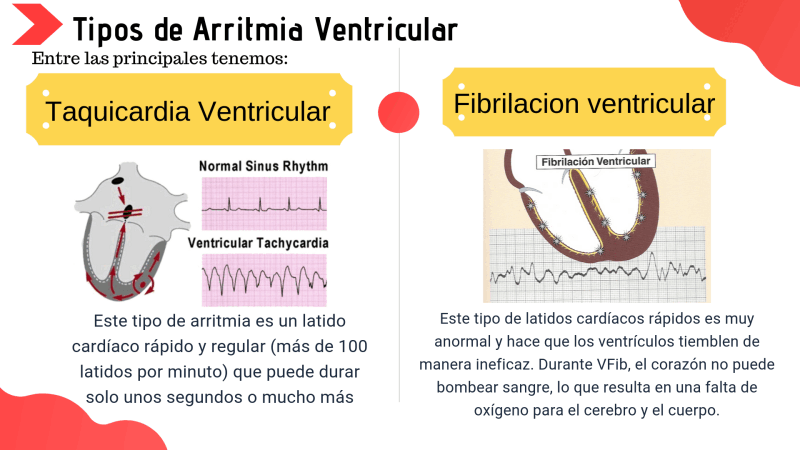 Tipos de Arritmia Ventricular
Entre las principales tenemos:
Taquicardia Ventricular
Normal Sinus Rhythm
Ventricular Tachycardia
Este tipo de arritmia es un latido
cardíaco rápido y regular (más de 100
latidos por minuto) que puede durar
solo unos segundos o mucho más
Fibrilacion ventricular
Fibrilación Ventricular
Este tipo de latidos cardíacos rápidos es muy
anormal y hace que los ventrículos tiemblen de
manera ineficaz. Durante VFib, el corazón no puede
bombear sangre, lo que resulta en una falta de
oxígeno para el cerebro y el cuerpo.